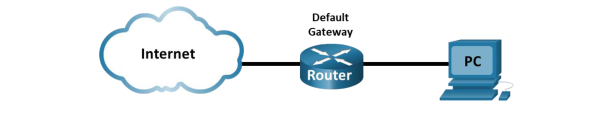 Default
Gateway
Internet
Router
PC